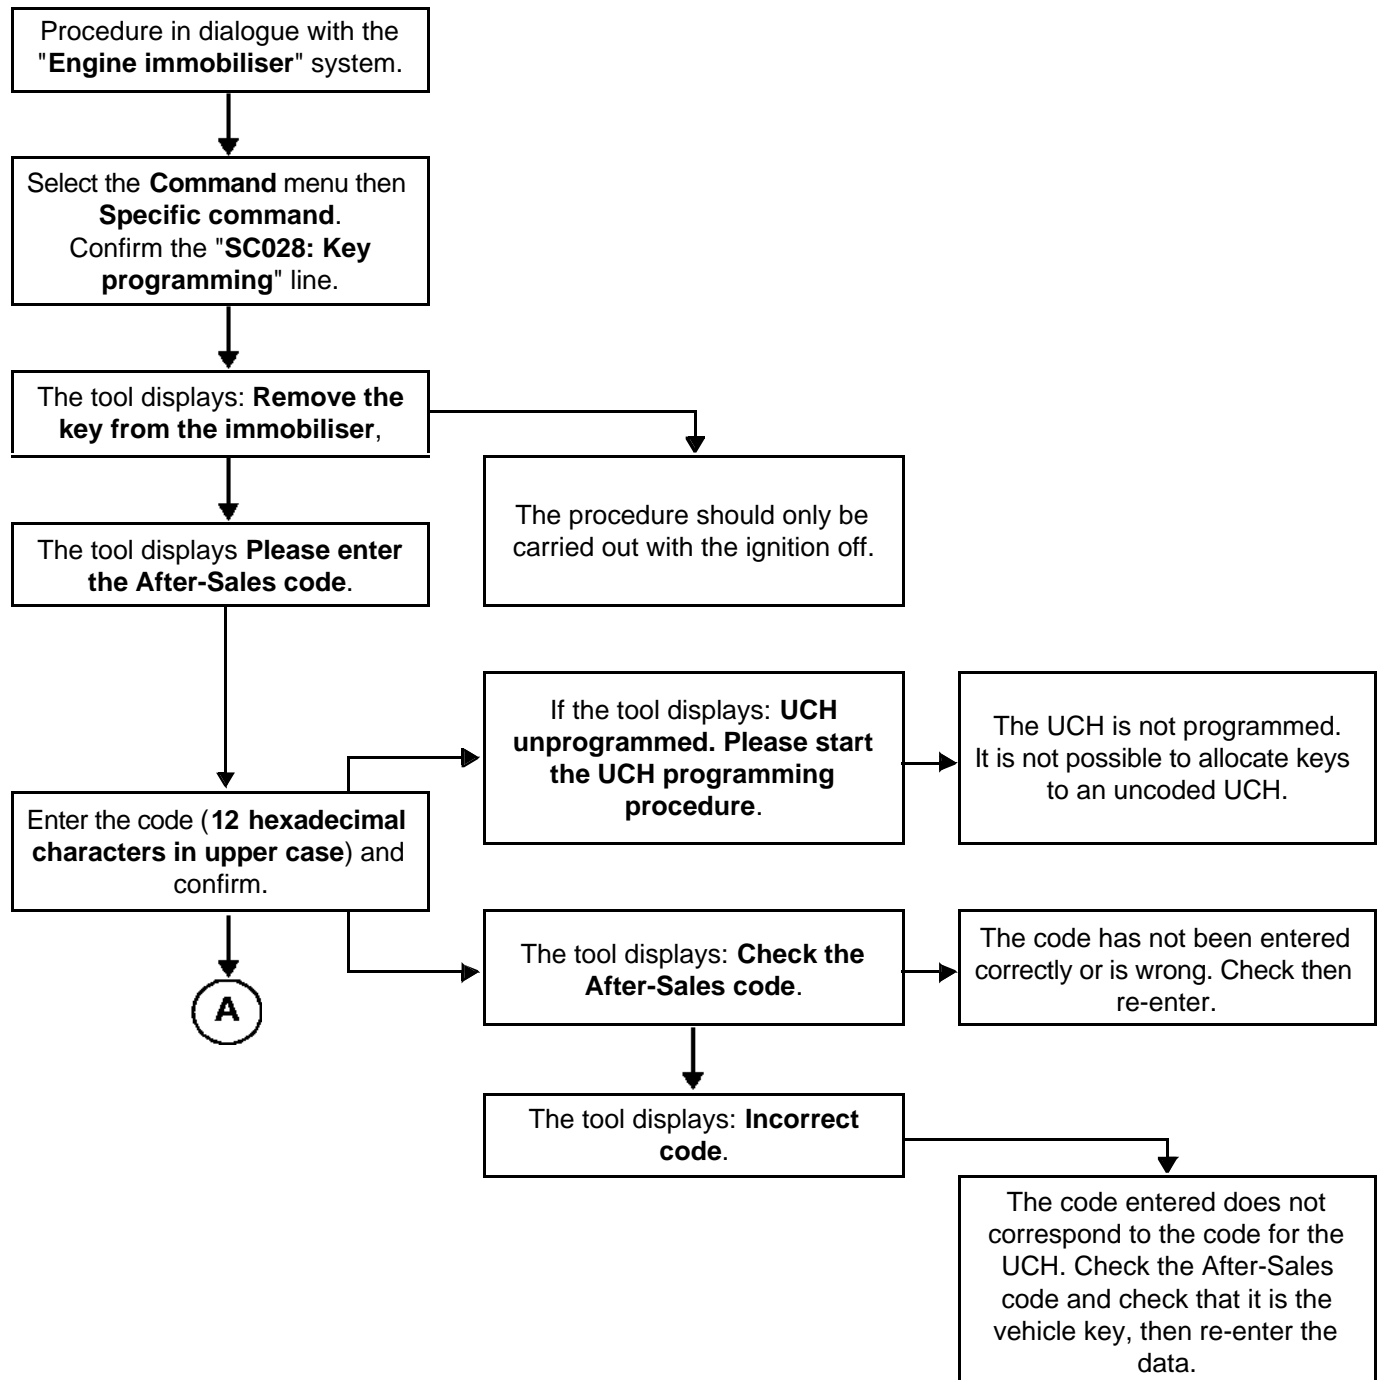 Procedure in dialogue with the
"Engine immobiliser" system.
Select the Command menu then
Specific command.
Confirm the "SC028: Key
programming" line.
The tool displays: Remove the
key from the immobiliser,
The procedure should only be
carried out with the ignition off.
The tool displays Please enter
the After-Sales code.
If the tool displays: UCH
unprogrammed. Please start
the UCH programming
procedure.
The UCH is not programmed.
It is not possible to allocate keys
to an uncoded UCH.
Enter the code (12 hexadecimal
characters in upper case) and
confirm.
The tool displays: Check the
After-Sales code.
The code has not been entered
correctly or is wrong. Check then
re-enter.
A
The tool displays: Incorrect
code.
The code entered does not
correspond to the code for the
UCH. Check the After-Sales
code and check that it is the
vehicle key, then re-enter the
data.